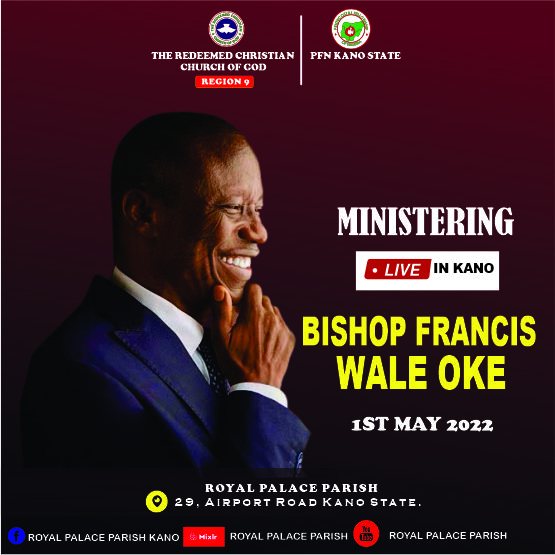 THE REDEEMED CHRISTIAN
CHURCH OF GOD
REGION 9
PFN KANO STATE
MINISTERING
• LIVE IN KANO
BISHOP FRANCIS
WALE OKE
1ST MAY 2022
ROYAL PALACE PARISH
29, AIRPORT ROAD KANO STATE.
ROYAL PALACE PARISH KANO Mixlr ROYAL PALACE PARISH You Tube ROYAL PALACE PARISH